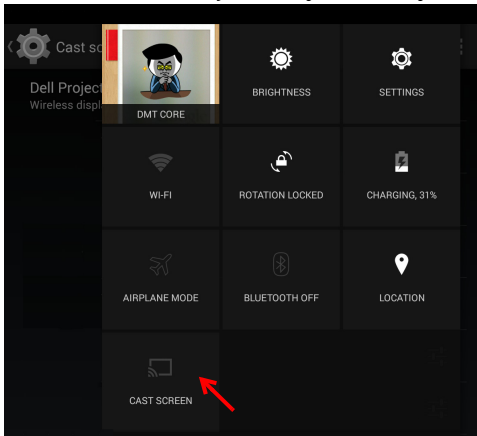 Cast sc
Dell Project
Wireless displ
DMT CORE
BRIGHTNESS
SETTINGS
WI-FI
ROTATION LOCKED
CHARGING, 31%
AIRPLANE MODE
BLUETOOTH OFF
LOCATION
CAST SCREEN